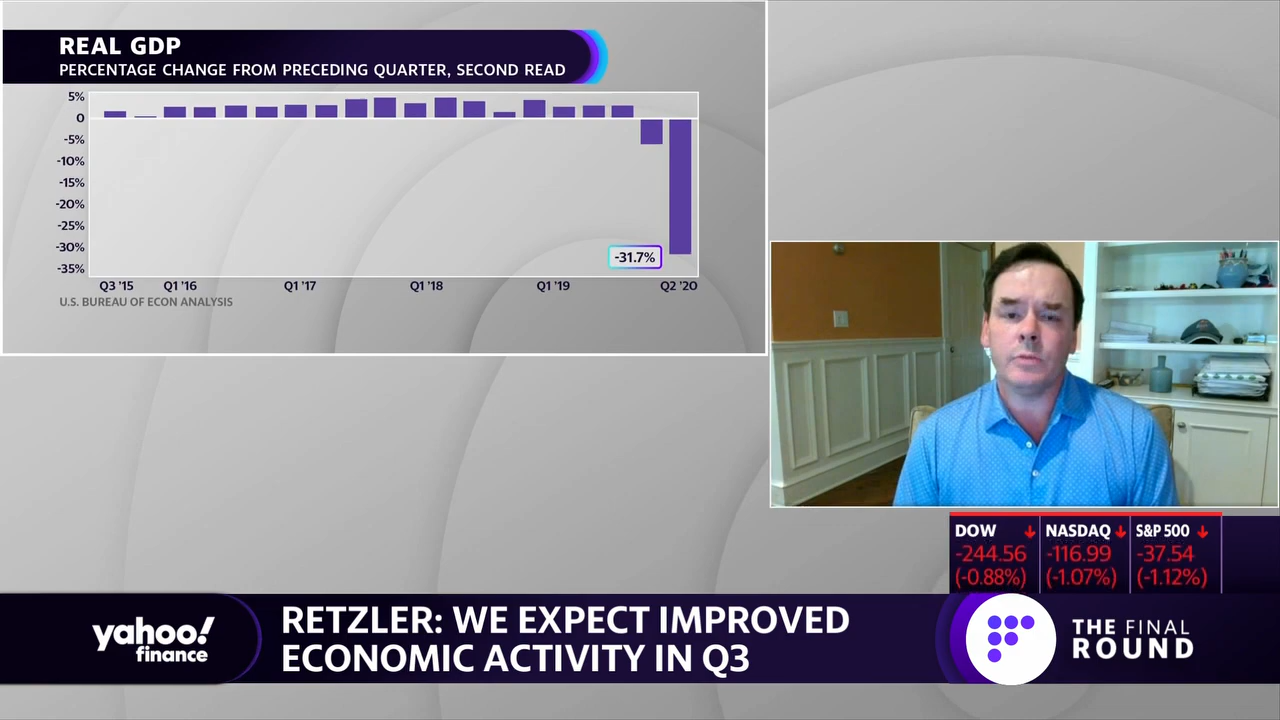 REAL GDP
PERCENTAGE CHANGE FROM PRECEDING QUARTER, SECOND READ
5%
0
-5%
-10%
-15%
-20%
-25%
-30%
-35%
-31.7%
Q3 '15 Q1 '16 Q1 '17 Q1 '18 Q1 '19 Q2 '20
U.S. BUREAU OF ECON ANALYSIS
DOW NASDAQ S&P 500
-244.56 -116.99 -37.54
(-0.88%) (-1.07%) (-1.12%)
yahoo!
finance
RETZLER: WE EXPECT IMPROVED
ECONOMIC ACTIVITY IN Q3
THE FINAL
ROUND